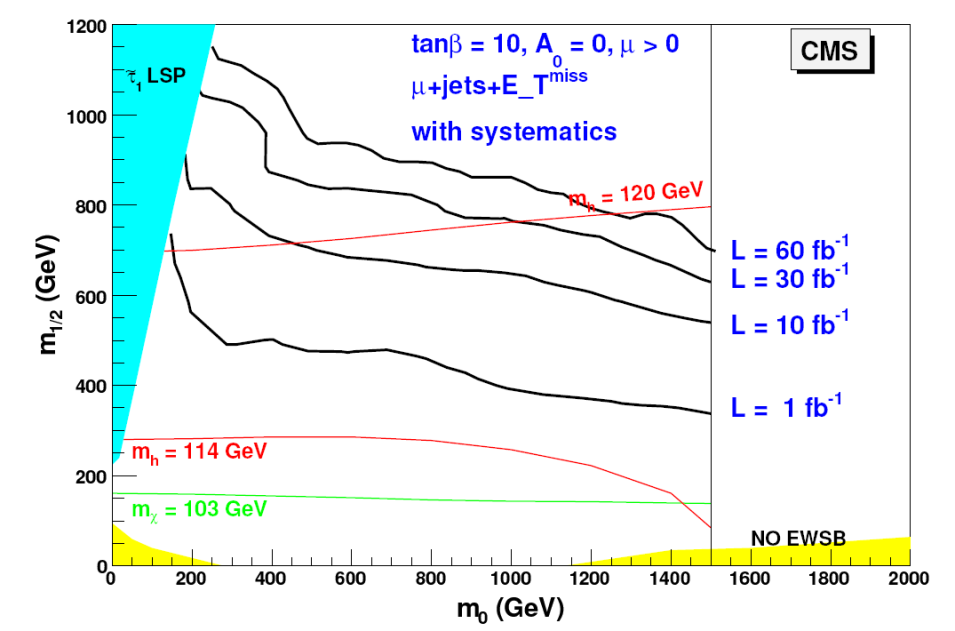 1200
1000
800
600
400
200
0
m1/2 (GeV)
τ̃1 LSP
tanβ = 10, A0 = 0, μ > 0
μ+jets+E_T^miss
with systematics
CMS
mh = 120 GeV
L = 60 fb-1
L = 30 fb-1
L = 10 fb-1
L = 1 fb-1
mh = 114 GeV
mχ = 103 GeV
NO EWSB
0 200 400 600 800 1000 1200 1400 1600 1800 2000
m0 (GeV)